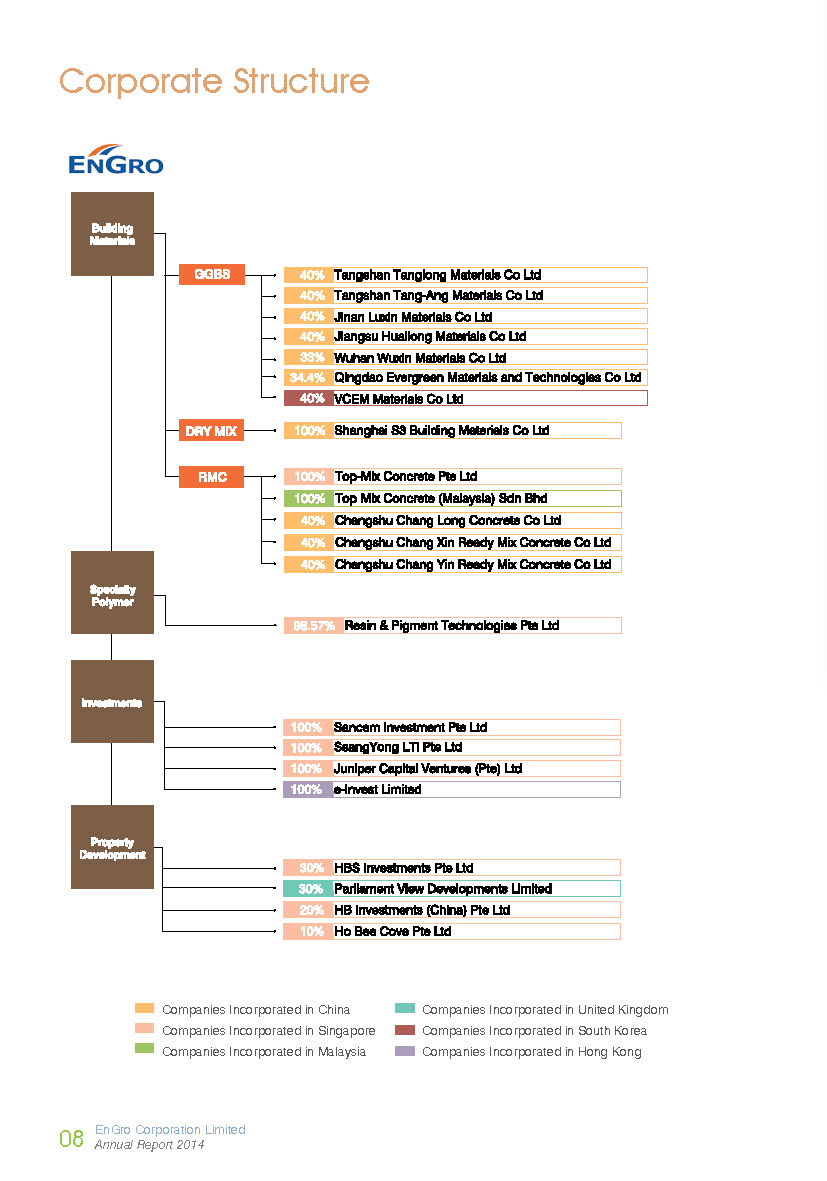 Corporate Structure
ENGRO
Building
Materials
GGBS
40% Tangshan Tanglong Materials Co Ltd
40% Tangshan Tang-Ang Materials Co Ltd
40% Jinan Luxin Materials Co Ltd
40% Jiangsu Huailong Materials Co Ltd
33% Wuhan Wuxin Materials Co Ltd
34.4% Qingdao Evergreen Materials and Technologies Co Ltd
40% VCEM Materials Co Ltd
DRY MIX
100% Shanghai S3 Building Materials Co Ltd
RMC
100% Top-Mix Concrete Pte Ltd
100% Top Mix Concrete (Malaysia) Sdn Bhd
40% Changshu Chang Long Concrete Co Ltd
40% Changshu Chang Xin Ready Mix Concrete Co Ltd
40% Changshu Chang Yin Ready Mix Concrete Co Ltd
Specialty
Polymer
98.57% Resin & Pigment Technologies Pte Ltd
Investments
100% Sancem Investment Pte Ltd
100% SsangYong LTI Pte Ltd
100% Juniper Capital Ventures (Pte) Ltd
100% e-Invest Limited
Property
Development
30% HBS Investments Pte Ltd
30% Parliament View Developments Limited
20% HB Investments (China) Pte Ltd
10% Ho Bee Cove Pte Ltd
Companies Incorporated in China
Companies Incorporated in United Kingdom
Companies Incorporated in Singapore
Companies Incorporated in South Korea
Companies Incorporated in Malaysia
Companies Incorporated in Hong Kong
08
EnGro Corporation Limited
Annual Report 2014